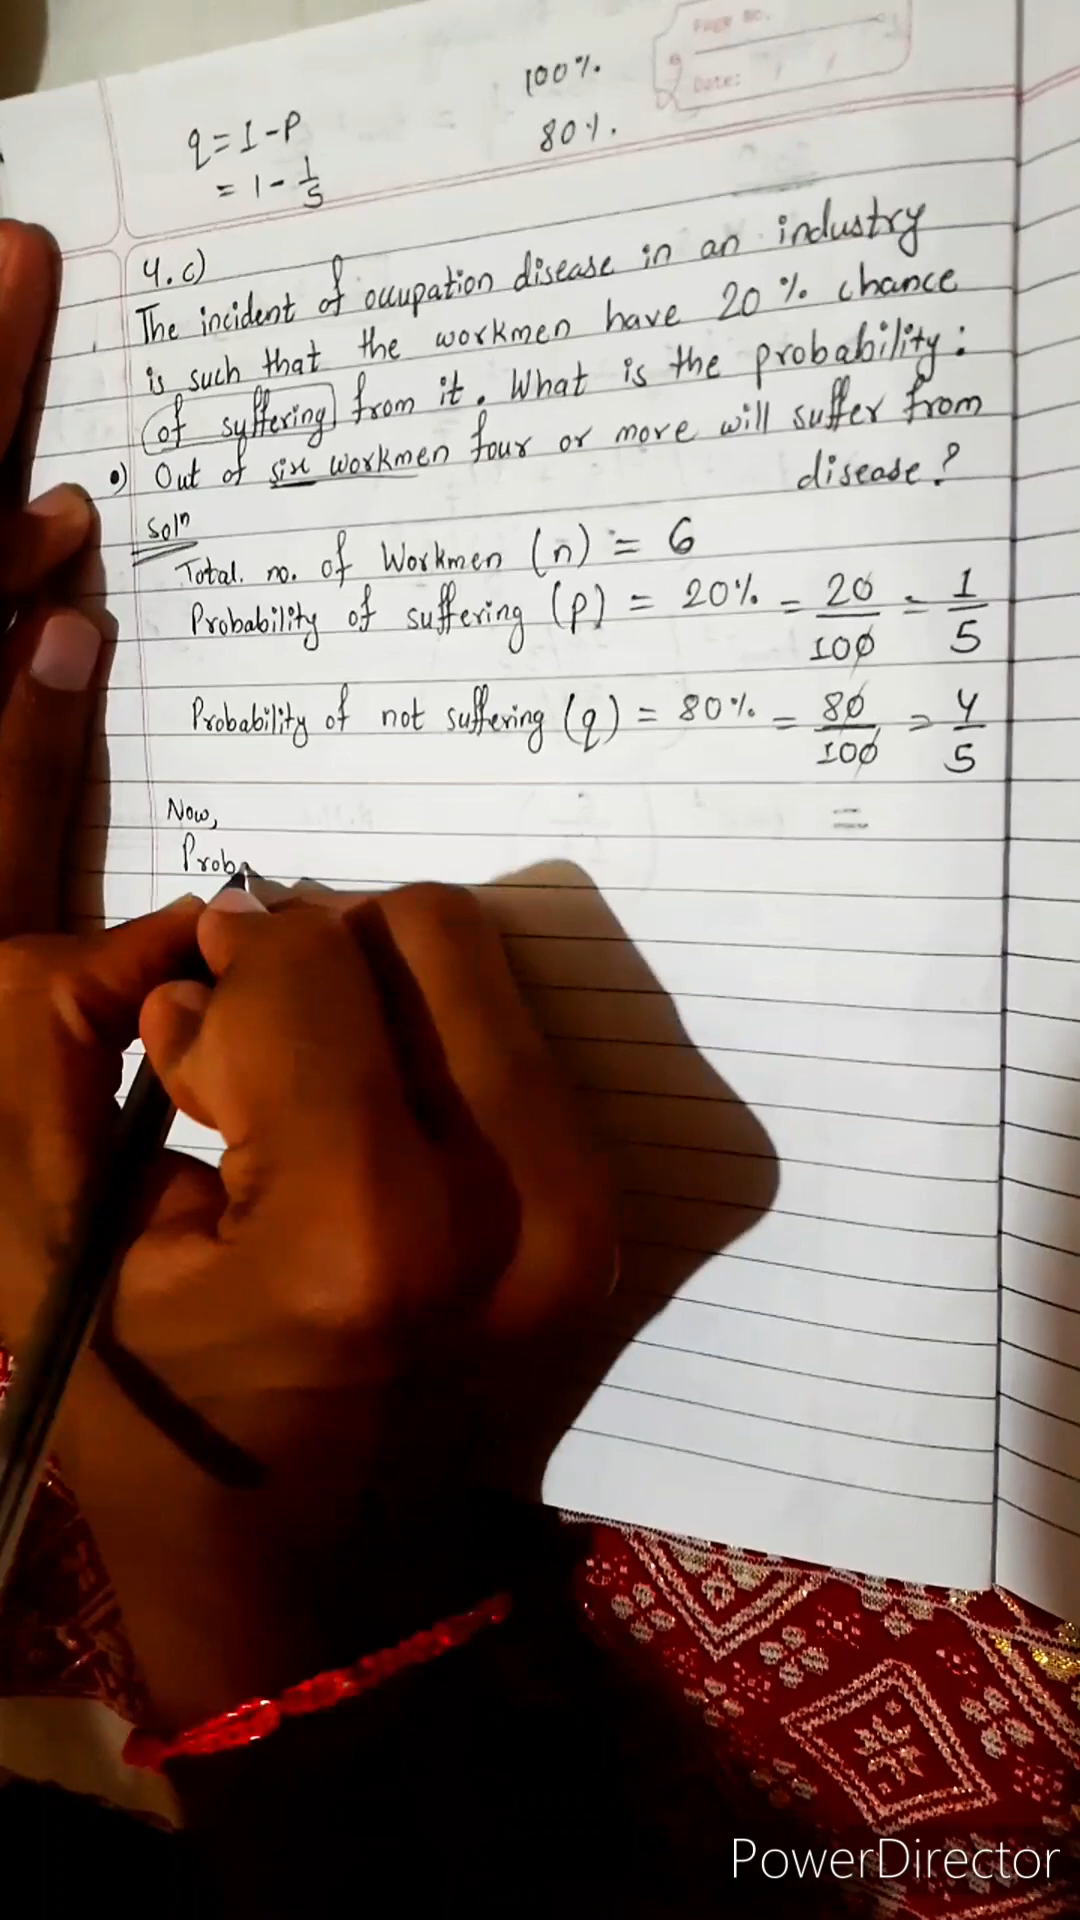 PAGE NO.
Date: / /
100%.
80%.
q = 1 - P
= 1 - 1/5
4. c)
The incident of occupation disease in an industry
is such that the workmen have 20 % chance
of suffering from it. What is the probability:
•) Out of six workmen four or more will suffer from
disease?
Soln
Total. no. of Workmen (n) = 6
Probability of suffering (p) = 20% = 20/100 = 1/5
Probability of not suffering (q) = 80% = 80/100 = 4/5
=
Now,
Prob
PowerDirector